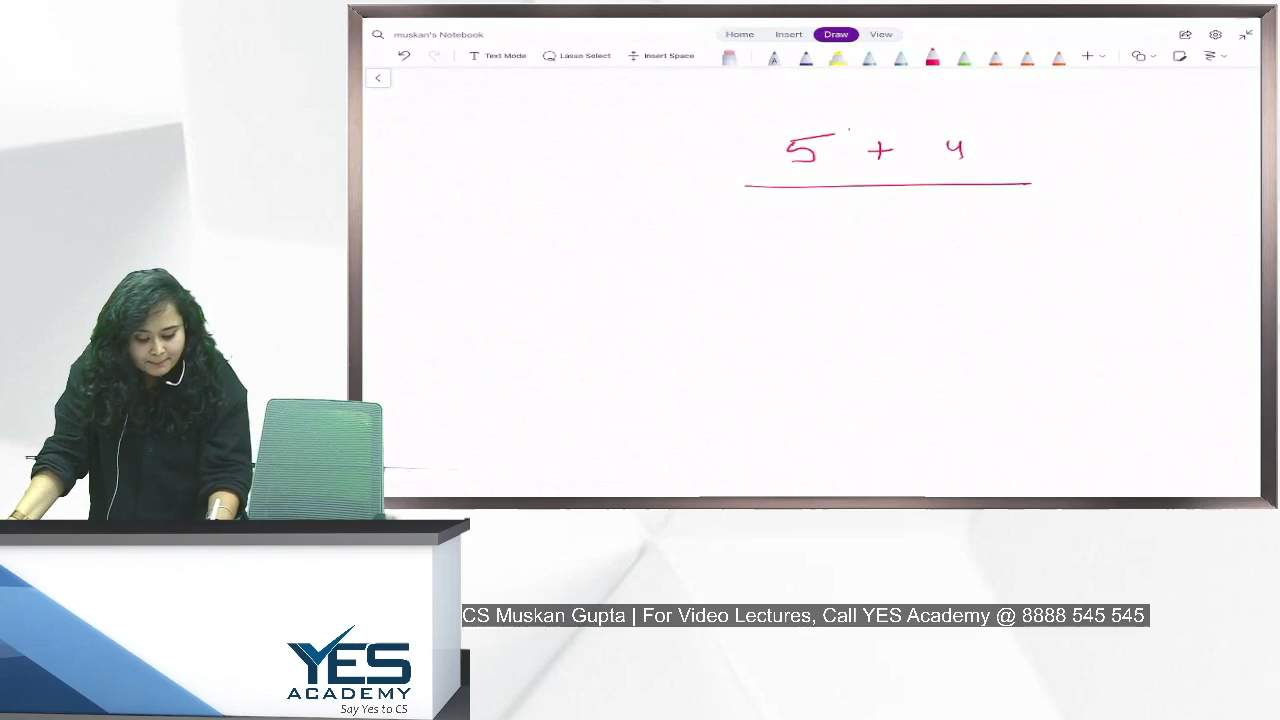 muskan's Notebook
Home Insert Draw View
Text Mode Lasso Select Insert Space
5 + 4
CS Muskan Gupta | For Video Lectures, Call YES Academy @ 8888 545 545
YES
ACADEMY
Say Yes to CS